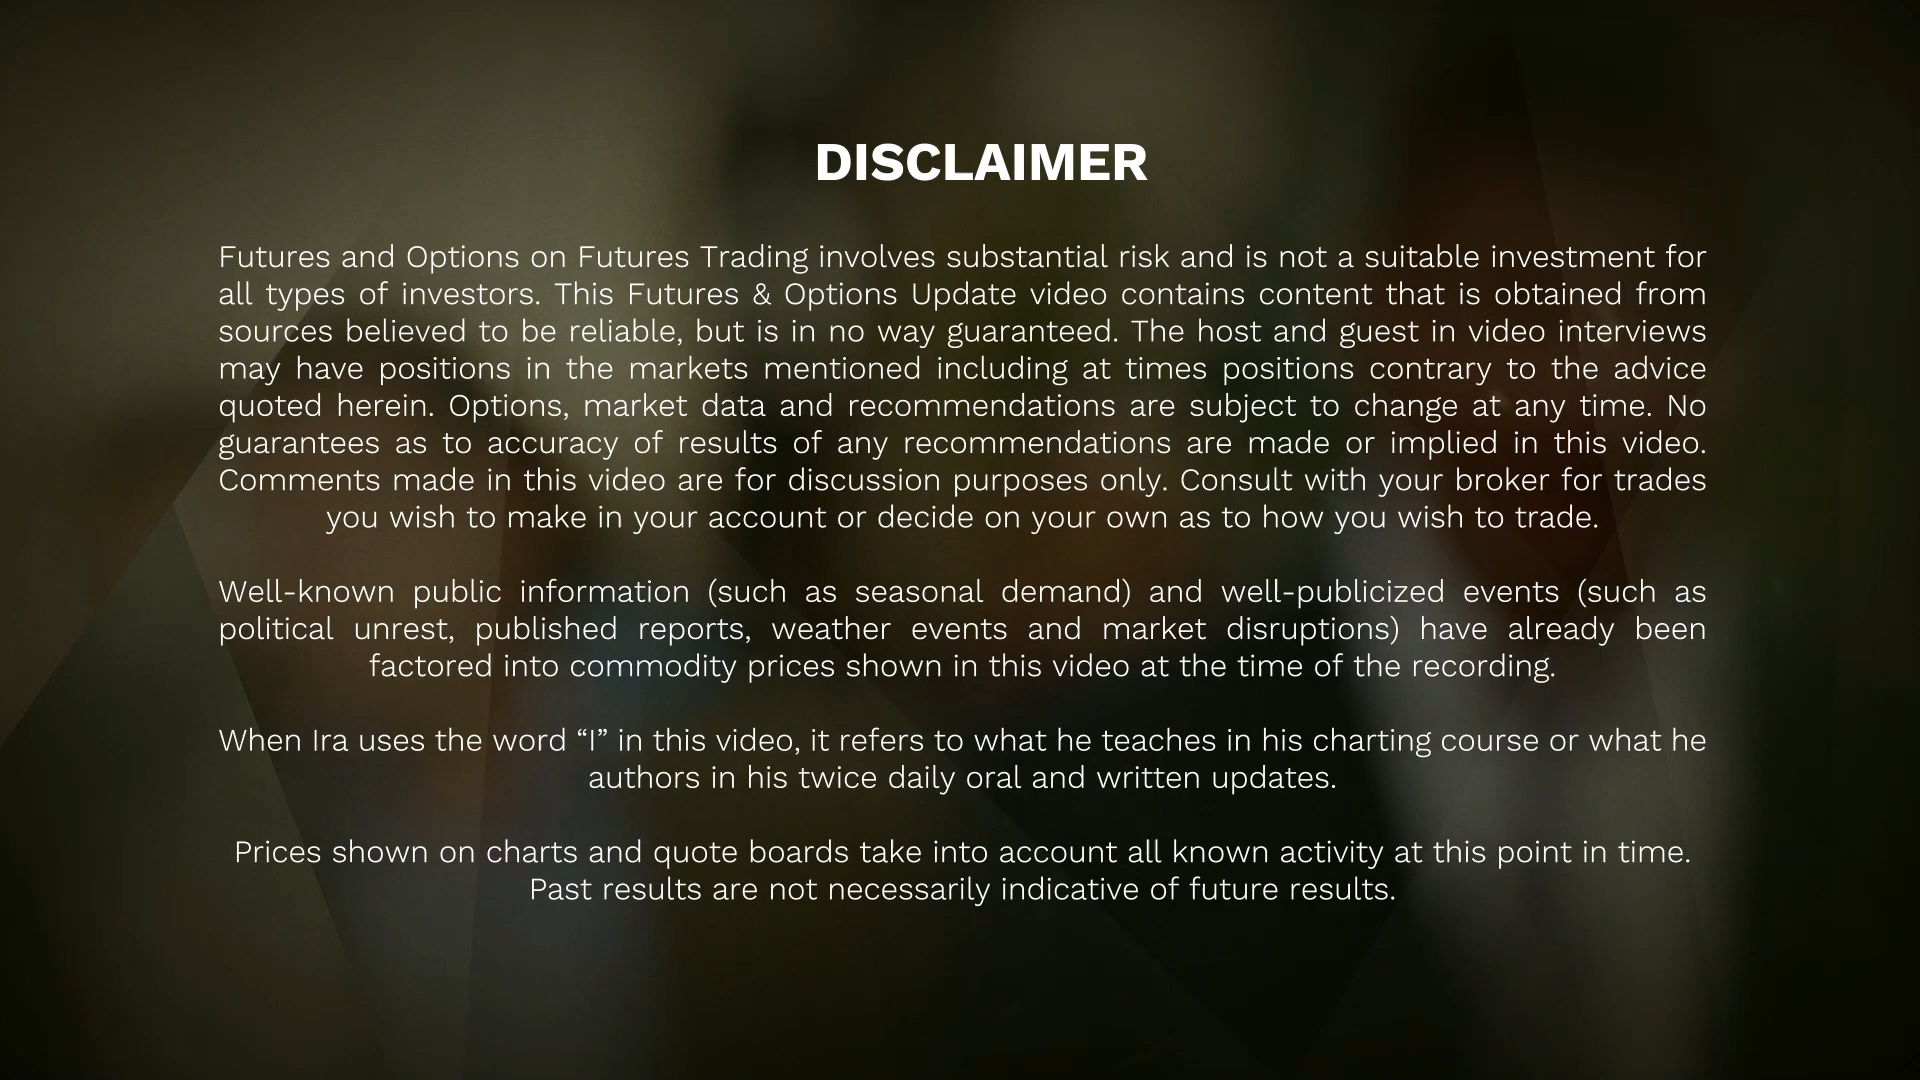 DISCLAIMER
Futures and Options on Futures Trading involves substantial risk and is not a suitable investment for
all types of investors. This Futures & Options Update video contains content that is obtained from
sources believed to be reliable, but is in no way guaranteed. The host and guest in video interviews
may have positions in the markets mentioned including at times positions contrary to the advice
quoted herein. Options, market data and recommendations are subject to change at any time. No
guarantees as to accuracy of results of any recommendations are made or implied in this video.
Comments made in this video are for discussion purposes only. Consult with your broker for trades
you wish to make in your account or decide on your own as to how you wish to trade.
Well-known public information (such as seasonal demand) and well-publicized events (such as
political unrest, published reports, weather events and market disruptions) have already been
factored into commodity prices shown in this video at the time of the recording.
When Ira uses the word “I” in this video, it refers to what he teaches in his charting course or what he
authors in his twice daily oral and written updates.
Prices shown on charts and quote boards take into account all known activity at this point in time.
Past results are not necessarily indicative of future results.